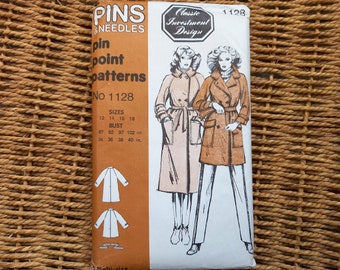 PINS
& NEEDLES
pin
point
patterns
No 1128
SIZES
12 14 16 18
BUST
87 92 97 102 cm
34 36 38 40 in.
Classic
Investment
Design
1128